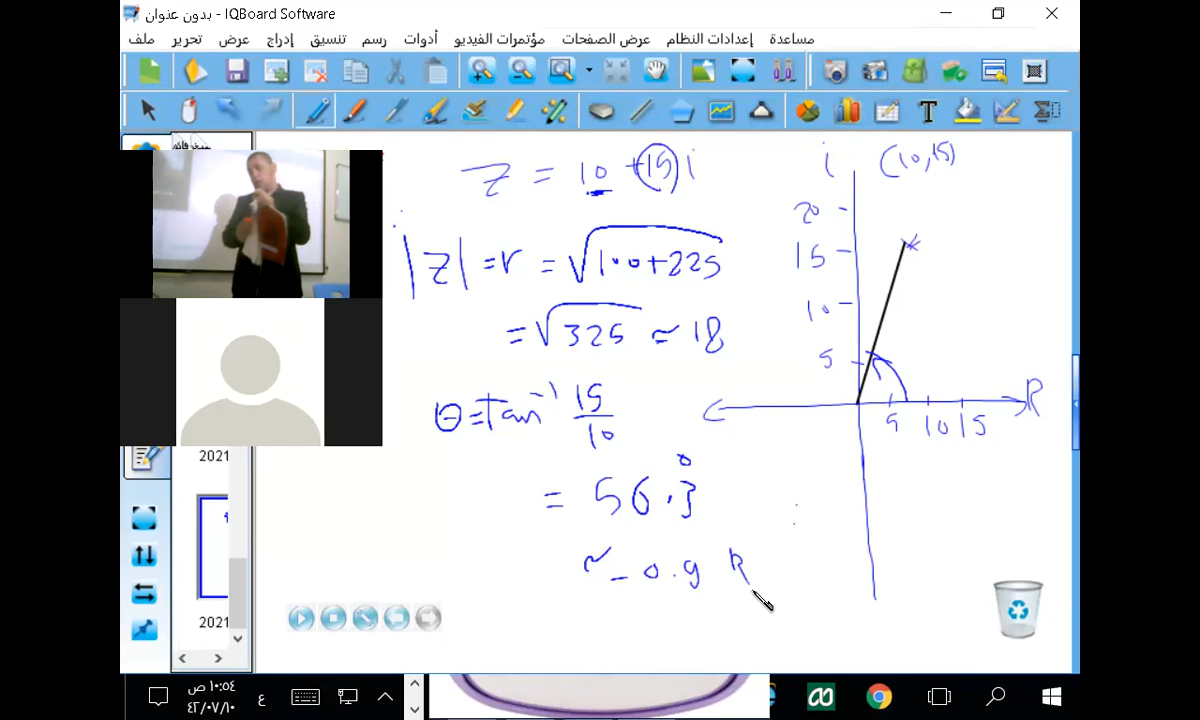 IQBoard Software - بدون عنوان
ملف تحرير عرض إدراج تنسيق رسم أدوات مؤتمرات الفيديو عرض الصفحات إعدادات النظام مساعدة
z = 10 + 15 i
|z| = r = √100+225
= √325 ≃ 18
θ = tan⁻¹ 15/10
= 56.3°
≃ 0.9 R
i (10,15)
20
15
10
5
R
5 10 15
2021
2021
١٠:٥٤ ص
ع
٤٢/٠٧/١٠